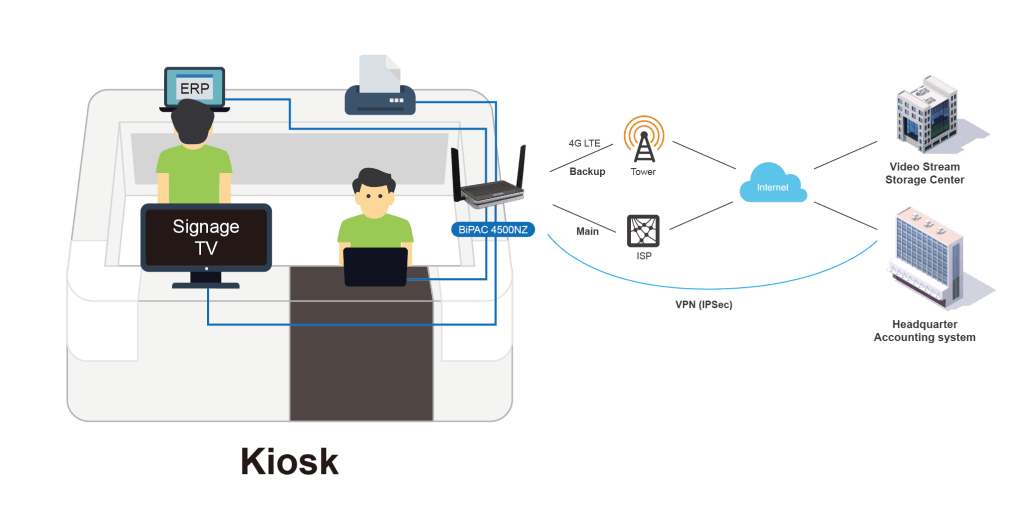 ERP
Signage
TV
BiPAC 4500NZ
4G LTE
Backup
Tower
Main
ISP
Internet
VPN (IPSec)
Video Stream
Storage Center
Headquarter
Accounting system
Kiosk